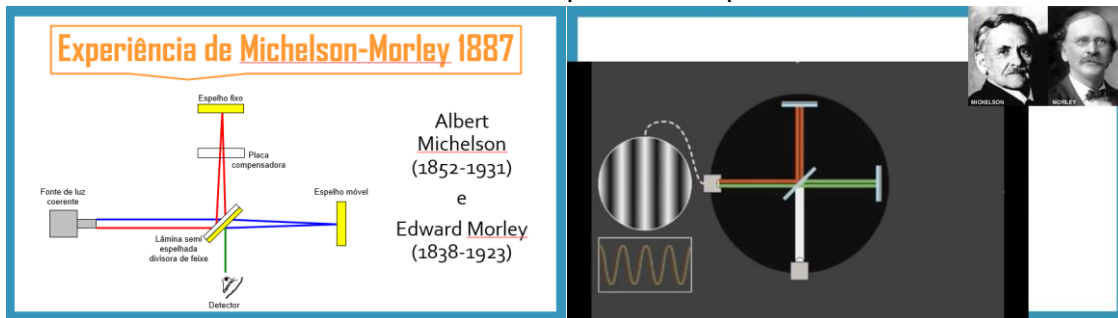 Experiência de Michelson-Morley 1887
Espelho fixo
Placa
compensadora
Fonte de luz
coerente
Espelho móvel
Lâmina semi
espelhada
divisora de feixe
Detector
Albert
Michelson
(1852-1931)
e
Edward Morley
(1838-1923)
MICHELSON
MORLEY